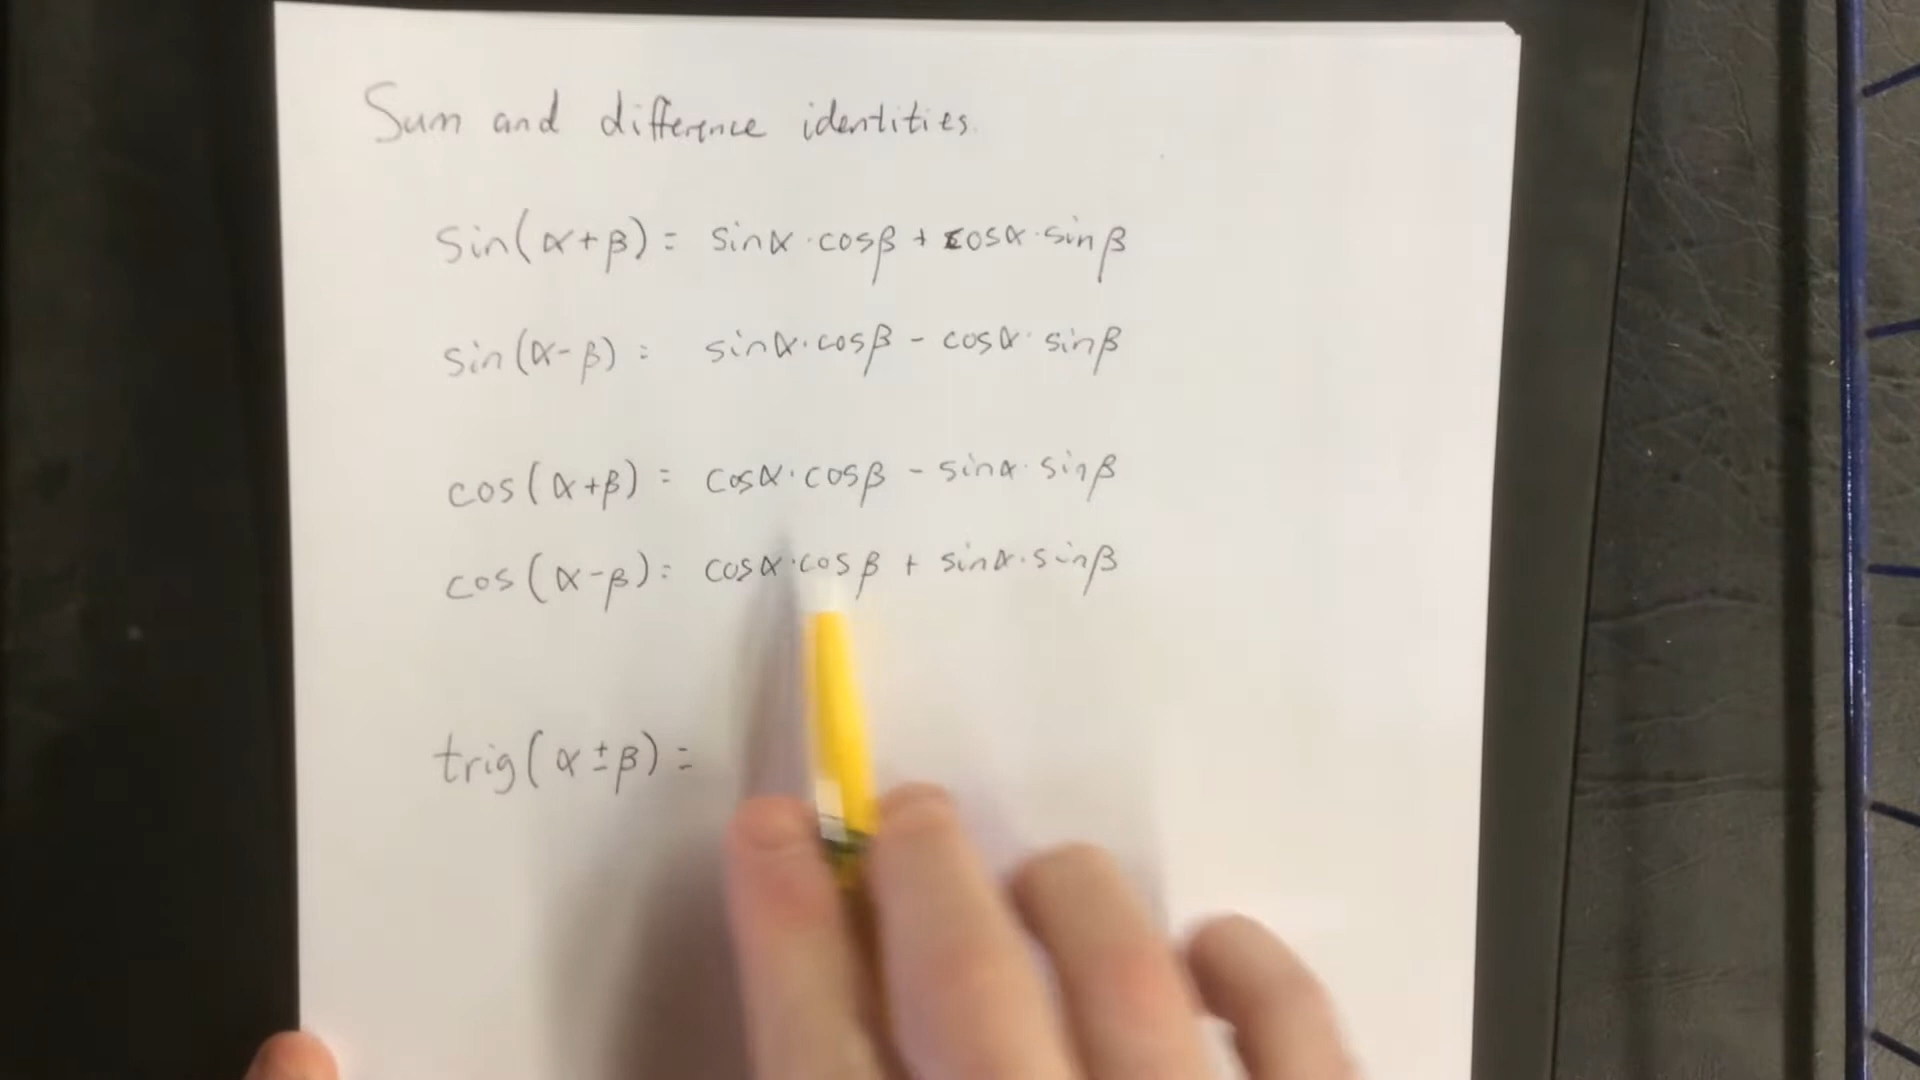 Sum and difference identities.
sin(α+β) = sinα·cosβ + cosα·sinβ
sin(α-β) = sinα·cosβ - cosα·sinβ
cos(α+β) = cosα·cosβ - sinα·sinβ
cos(α-β) = cosα·cosβ + sinα·sinβ
trig(α±β) =